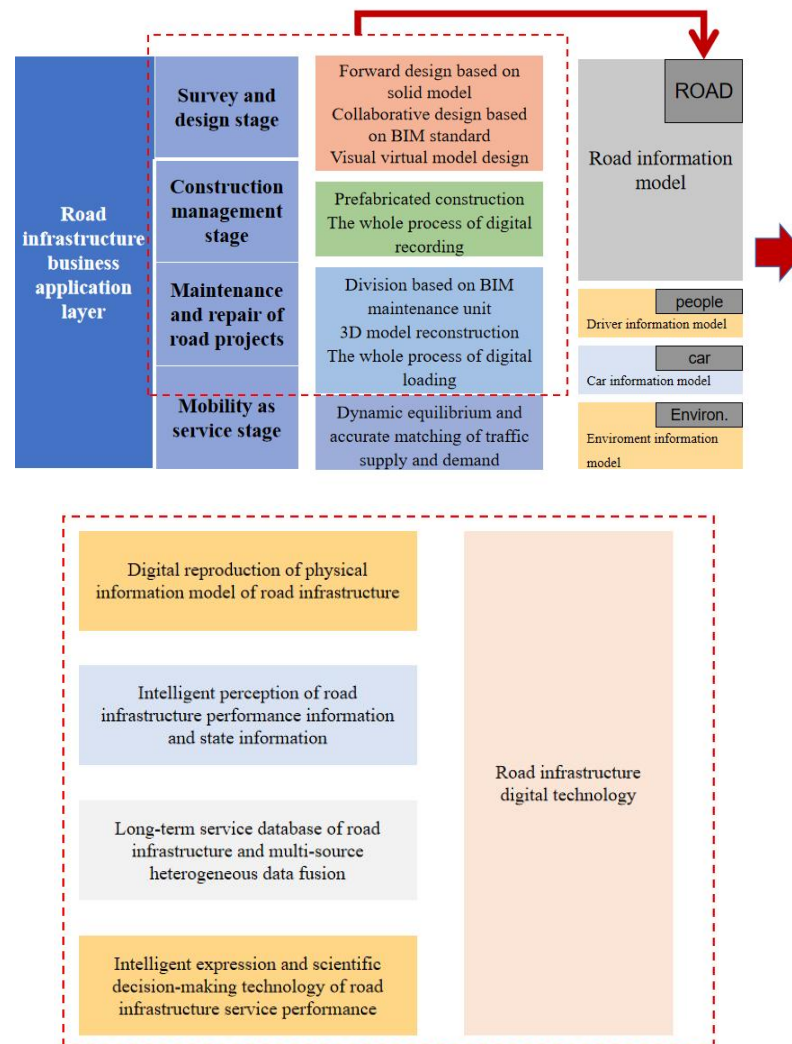 Road
infrastructure
business
application
layer
Survey and
design stage
Construction
management
stage
Maintenance
and repair of
road projects
Mobility as
service stage
Forward design based on
solid model
Collaborative design based
on BIM standard
Visual virtual model design
Prefabricated construction
The whole process of digital
recording
Division based on BIM
maintenance unit
3D model reconstruction
The whole process of digital
loading
Dynamic equilibrium and
accurate matching of traffic
supply and demand
ROAD
Road information
model
people
Driver information model
car
Car information model
Environ.
Enviroment information
model
Digital reproduction of physical
information model of road infrastructure
Intelligent perception of road
infrastructure performance information
and state information
Long-term service database of road
infrastructure and multi-source
heterogeneous data fusion
Intelligent expression and scientific
decision-making technology of road
infrastructure service performance
Road infrastructure
digital technology